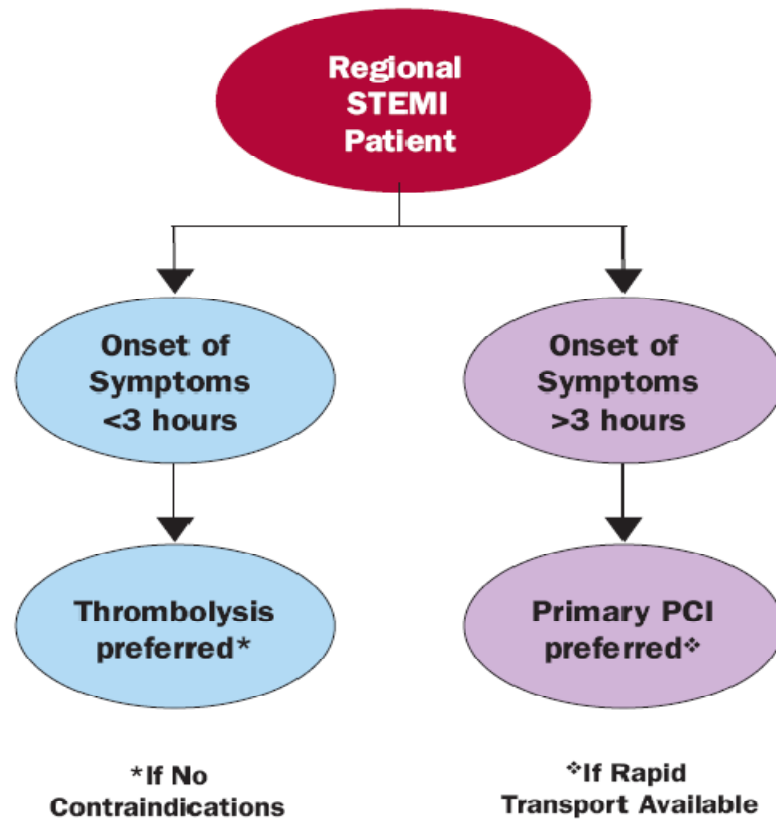 Regional
STEMI
Patient
Onset of
Symptoms
<3 hours
Onset of
Symptoms
>3 hours
Thrombolysis
preferred*
Primary PCI
preferred❖
*If No
Contraindications
❖If Rapid
Transport Available